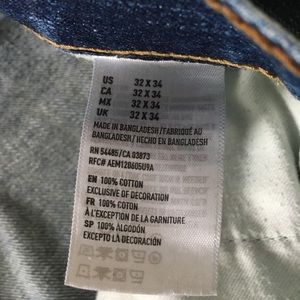 US 32 X 34
CA 32 X 34
MX 32 X 34
UK 32 X 34
MADE IN BANGLADESH/FABRIQUÉ AU
BANGLADESH/ HECHO EN BANGLADESH
RN 54485/CA 03873
RFC# AEM120605U9A
EN 100% COTTON
EXCLUSIVE OF DECORATION
FR 100% COTON
À L'EXCEPTION DE LA GARNITURE
SP 100% ALGODON
EXCEPTO LA DECORACIÓN